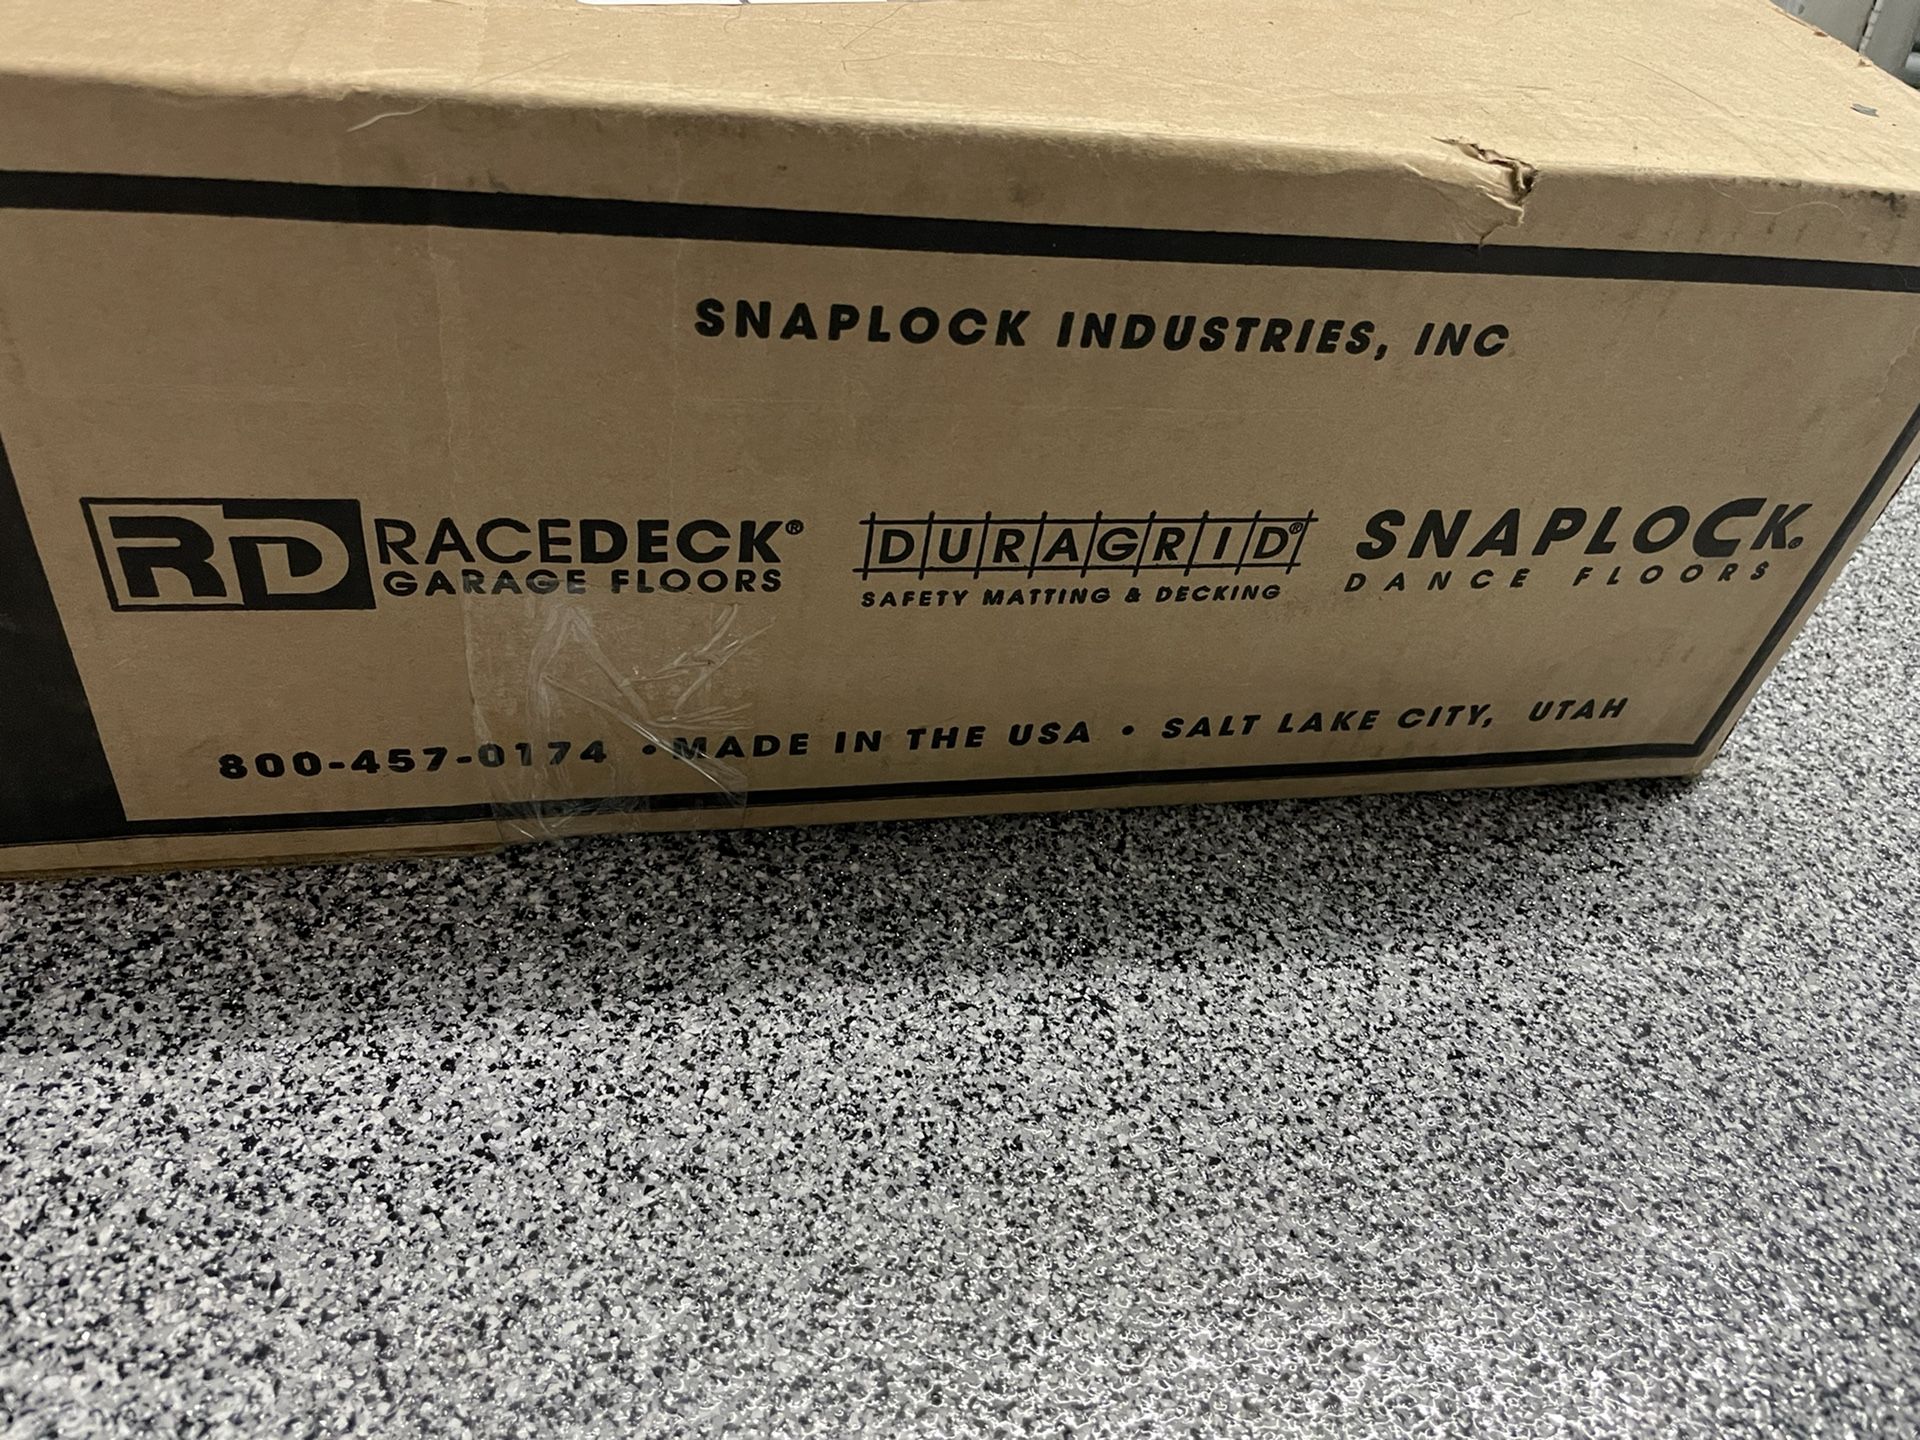 SNAPLOCK INDUSTRIES, INC
RD RACEDECK®
GARAGE FLOORS
DURAGRID®
SAFETY MATTING & DECKING
SNAPLOCK®
DANCE FLOORS
800-457-0174 • MADE IN THE USA • SALT LAKE CITY, UTAH